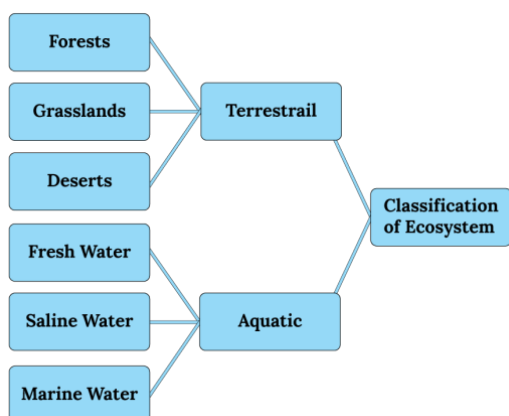 Forests
Grasslands
Deserts
Fresh Water
Saline Water
Marine Water
Terrestrail
Aquatic
Classification
of Ecosystem